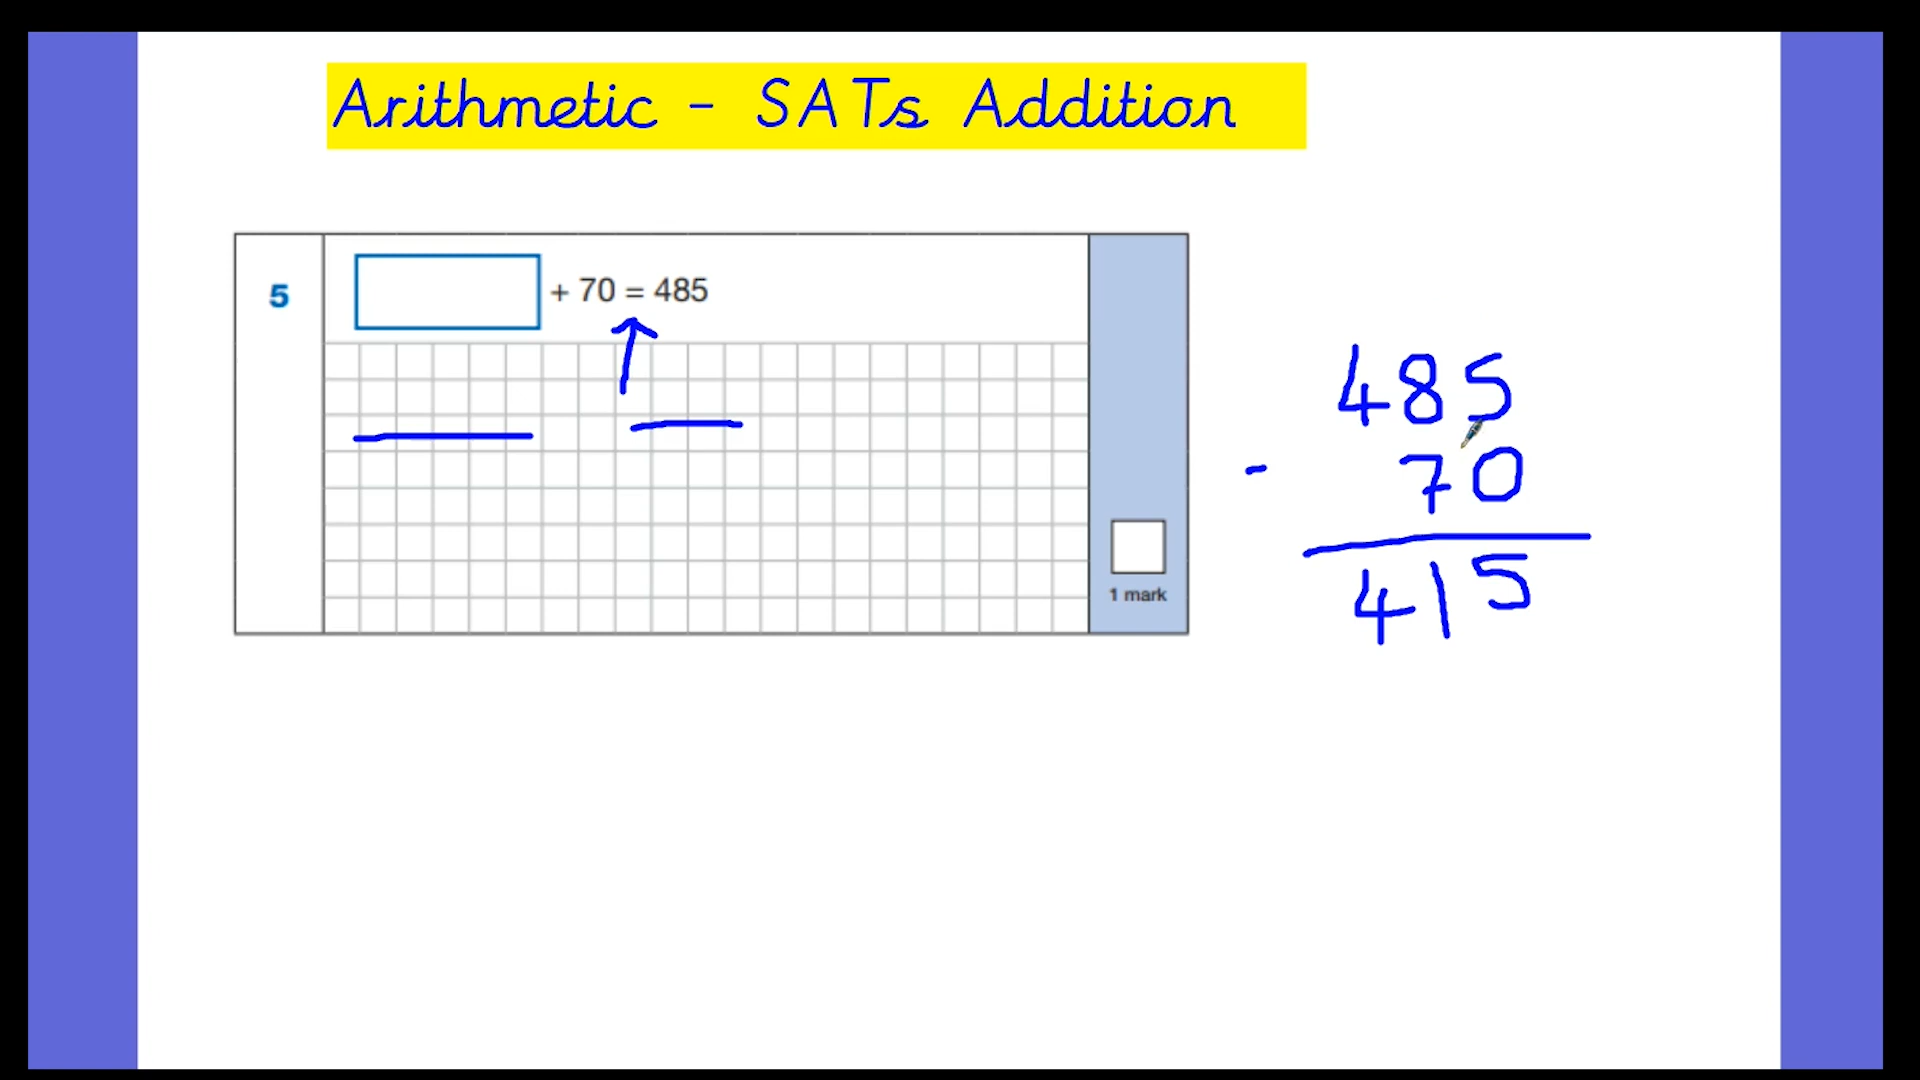 Arithmetic - SATs Addition
5
+ 70 = 485
1 mark
485
- 70
415